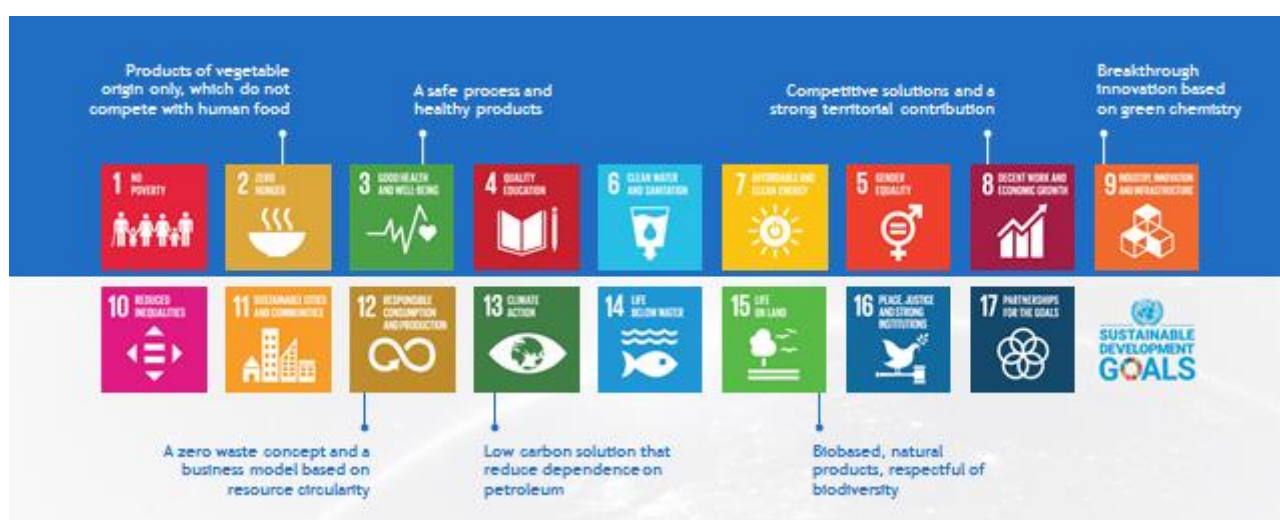 Products of vegetable
origin only, which do not
compete with human food
A safe process and
healthy products
Competitive solutions and a
strong territorial contribution
Breakthrough
innovation based
on green chemistry
1 NO
POVERTY
2 ZERO
HUNGER
3 GOOD HEALTH
AND WELL-BEING
4 QUALITY
EDUCATION
6 CLEAN WATER
AND SANITATION
7 AFFORDABLE AND
CLEAN ENERGY
5 GENDER
EQUALITY
8 DECENT WORK AND
ECONOMIC GROWTH
9 INDUSTRY, INNOVATION
AND INFRASTRUCTURE
10 REDUCED
INEQUALITIES
11 SUSTAINABLE CITIES
AND COMMUNITIES
12 RESPONSIBLE
CONSUMPTION
AND PRODUCTION
13 CLIMATE
ACTION
14 LIFE
BELOW WATER
15 LIFE
ON LAND
16 PEACE, JUSTICE
AND STRONG
INSTITUTIONS
17 PARTNERSHIPS
FOR THE GOALS
SUSTAINABLE
DEVELOPMENT
GOALS
A zero waste concept and a
business model based on
resource circularity
Low carbon solution that
reduce dependence on
petroleum
Biobased, natural
products, respectful of
biodiversity